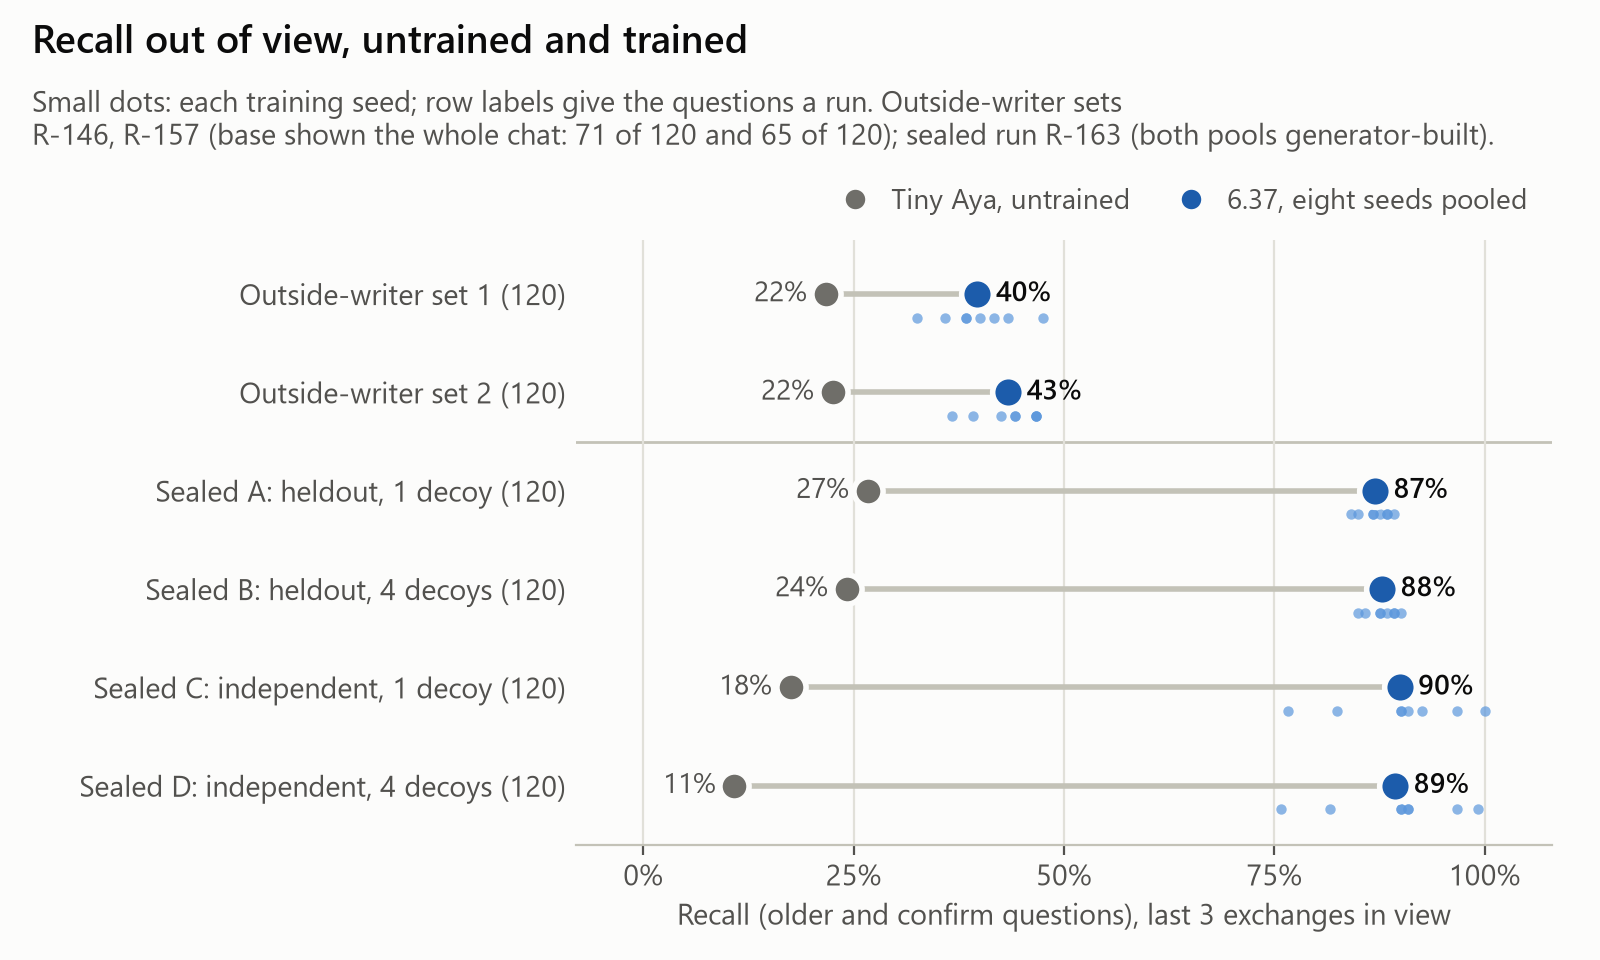 Recall out of view, untrained and trained
Small dots: each training seed; row labels give the questions a run. Outside-writer sets
R-146, R-157 (base shown the whole chat: 71 of 120 and 65 of 120); sealed run R-163 (both pools generator-built).
Tiny Aya, untrained
6.37, eight seeds pooled
Outside-writer set 1 (120)
22%
40%
Outside-writer set 2 (120)
22%
43%
Sealed A: heldout, 1 decoy (120)
27%
87%
Sealed B: heldout, 4 decoys (120)
24%
88%
Sealed C: independent, 1 decoy (120)
18%
90%
Sealed D: independent, 4 decoys (120)
11%
89%
0%
25%
50%
75%
100%
Recall (older and confirm questions), last 3 exchanges in view